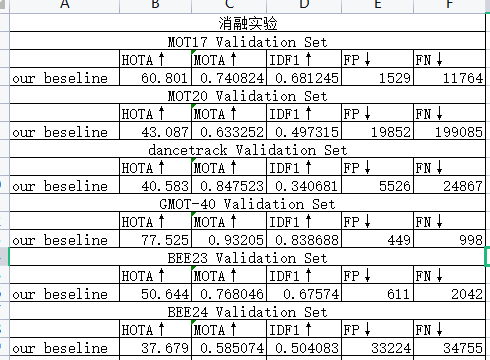 A B C D E F
消融实验
MOT17 Validation Set
HOTA↑ MOTA↑ IDF1↑ FP↓ FN↓
our beseline 60.801 0.740824 0.681245 1529 11764
MOT20 Validation Set
HOTA↑ MOTA↑ IDF1↑ FP↓ FN↓
our beseline 43.087 0.633252 0.497315 19852 199085
dancetrack Validation Set
HOTA↑ MOTA↑ IDF1↑ FP↓ FN↓
our beseline 40.583 0.847523 0.340681 5526 24867
GMOT-40 Validation Set
HOTA↑ MOTA↑ IDF1↑ FP↓ FN↓
our beseline 77.525 0.93205 0.838688 449 998
BEE23 Validation Set
HOTA↑ MOTA↑ IDF1↑ FP↓ FN↓
our beseline 50.644 0.768046 0.67574 611 2042
BEE24 Validation Set
HOTA↑ MOTA↑ IDF1↑ FP↓ FN↓
our beseline 37.679 0.585074 0.504083 33224 34755